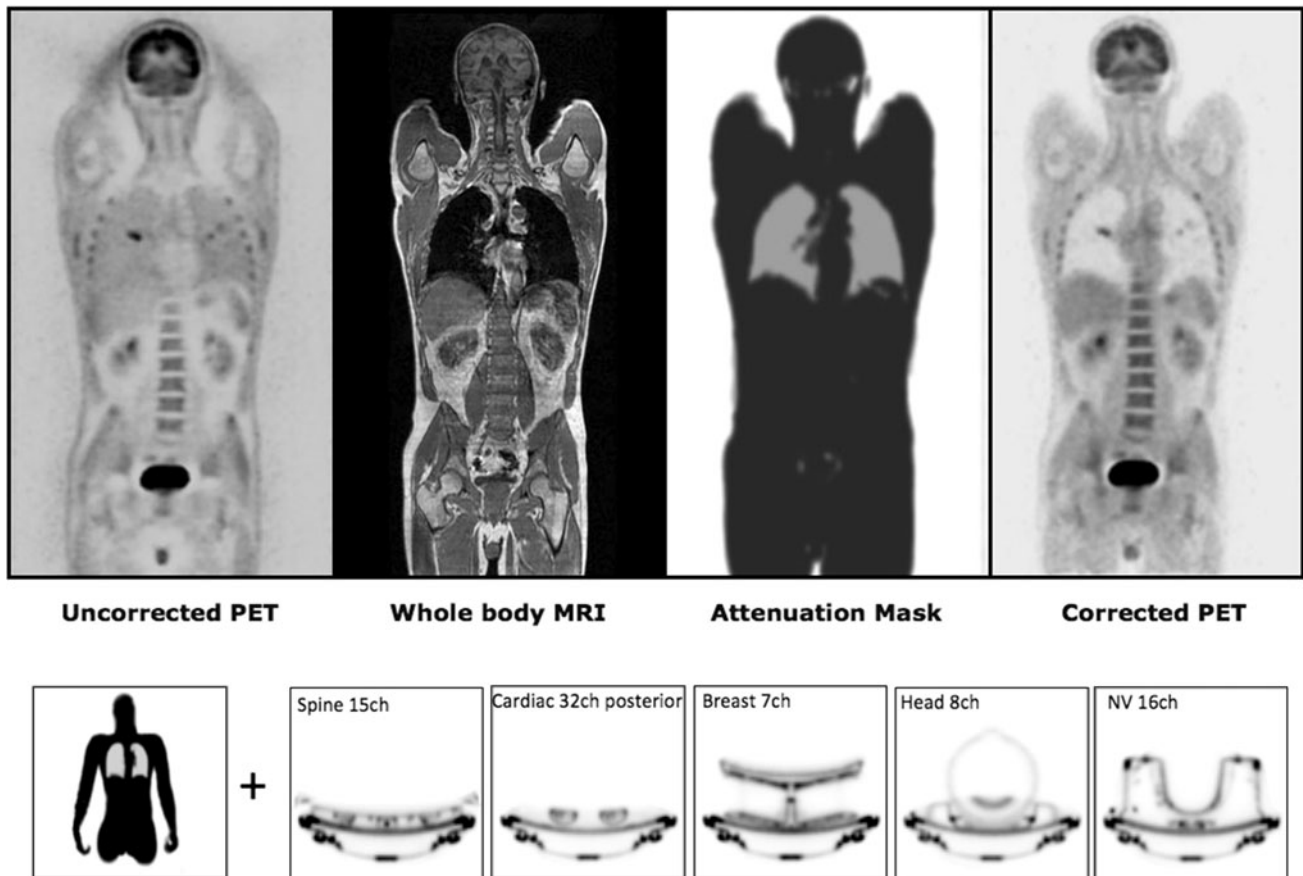 Uncorrected PET
Whole body MRI
Attenuation Mask
Corrected PET
+
Spine 15ch
Cardiac 32ch posterior
Breast 7ch
Head 8ch
NV 16ch